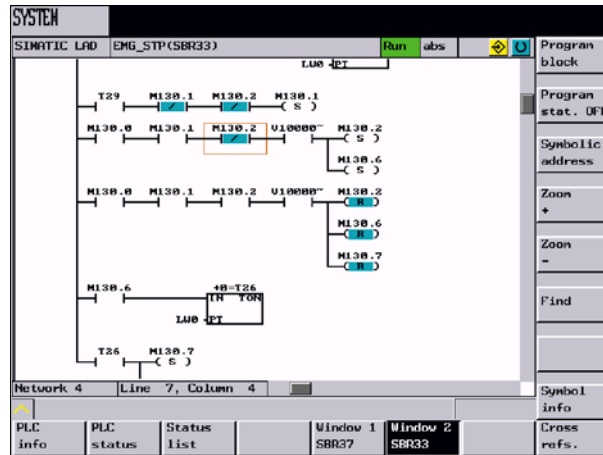 SYSTEM
SIMATIC LAD EMG_STP(SBR33) Run abs
LW0 PT
T29 M130.1 M130.2 M130.1
( S )
M130.0 M130.1 M130.2 V10000~ M130.2
( S )
M130.6
( S )
M130.0 M130.1 M130.2 V10000~ M130.2
( R )
M130.6
( R )
M130.7
( R )
M130.6 +0=T26
IN TON
LW0 PT
T26 M130.7
( S )
Network 4 Line 7, Column 4
Program
block
Program
stat. OFF
Symbolic
address
Zoom
+
Zoom
-
Find
Symbol
info
Cross
refs.
PLC
info
PLC
status
Status
list
Window 1
SBR37
Window 2
SBR33